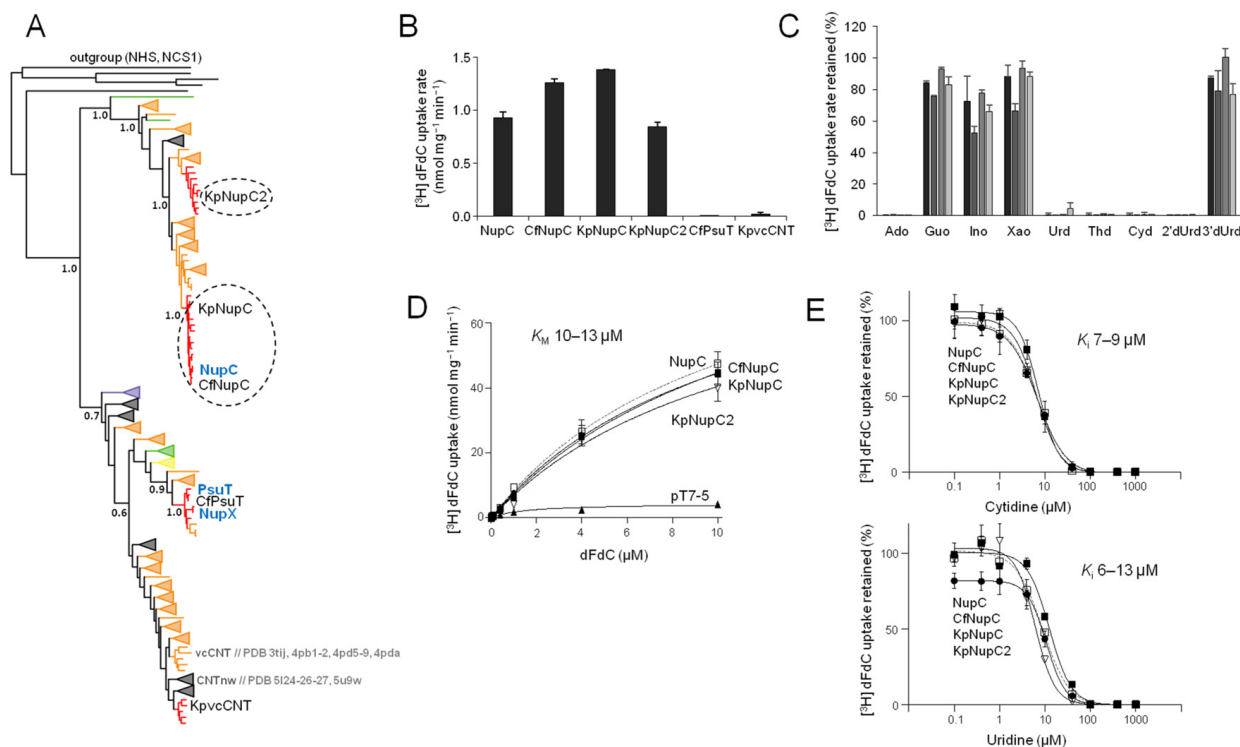 A
outgroup (NHS, NCS1)
1.0
1.0
KpNupC2
1.0
1.0
KpNupC
1.0
NupC
CfNupC
0.7
0.9
PsuT
CfPsuT
1.0
NupX
0.6
vcCNT // PDB 3tij, 4pb1-2, 4pd5-9, 4pda
CNTnw // PDB 5l24-26-27, 5u9w
KpvcCNT
B
[³H] dFdC uptake rate
(nmol mg⁻¹ min⁻¹)
1.5
1.0
0.5
0.0
NupC CfNupC KpNupC KpNupC2 CfPsuT KpvcCNT
C
[³H] dFdC uptake rate retained (%)
120
100
80
60
40
20
0
Ado Guo Ino Xao Urd Thd Cyd 2'dUrd 3'dUrd
D
[³H] dFdC uptake (nmol mg⁻¹ min⁻¹)
60
40
20
0
KM 10–13 µM
NupC
CfNupC
KpNupC
KpNupC2
pT7-5
0 2 4 6 8 10
dFdC (µM)
E
[³H] dFdC uptake retained (%)
100
50
0
Ki 7–9 µM
NupC
CfNupC
KpNupC
KpNupC2
0.1 1 10 100 1000
Cytidine (µM)
[³H] dFdC uptake retained (%)
100
50
0
Ki 6–13 µM
NupC
CfNupC
KpNupC
KpNupC2
0.1 1 10 100 1000
Uridine (µM)